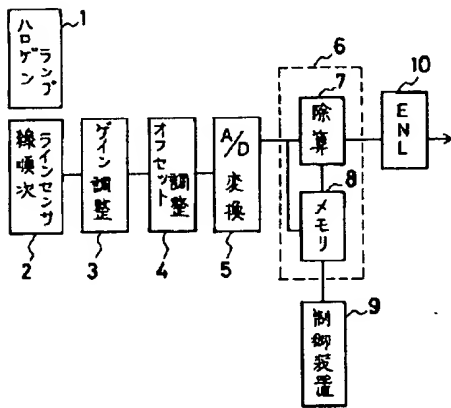 ハロゲン
ランプ
1
線順次
ラインセンサ
2
ゲイン
調整
3
オフセット
調整
4
A/D
変換
5
6
7
除算
8
メモリ
9
制御装置
10
ENL